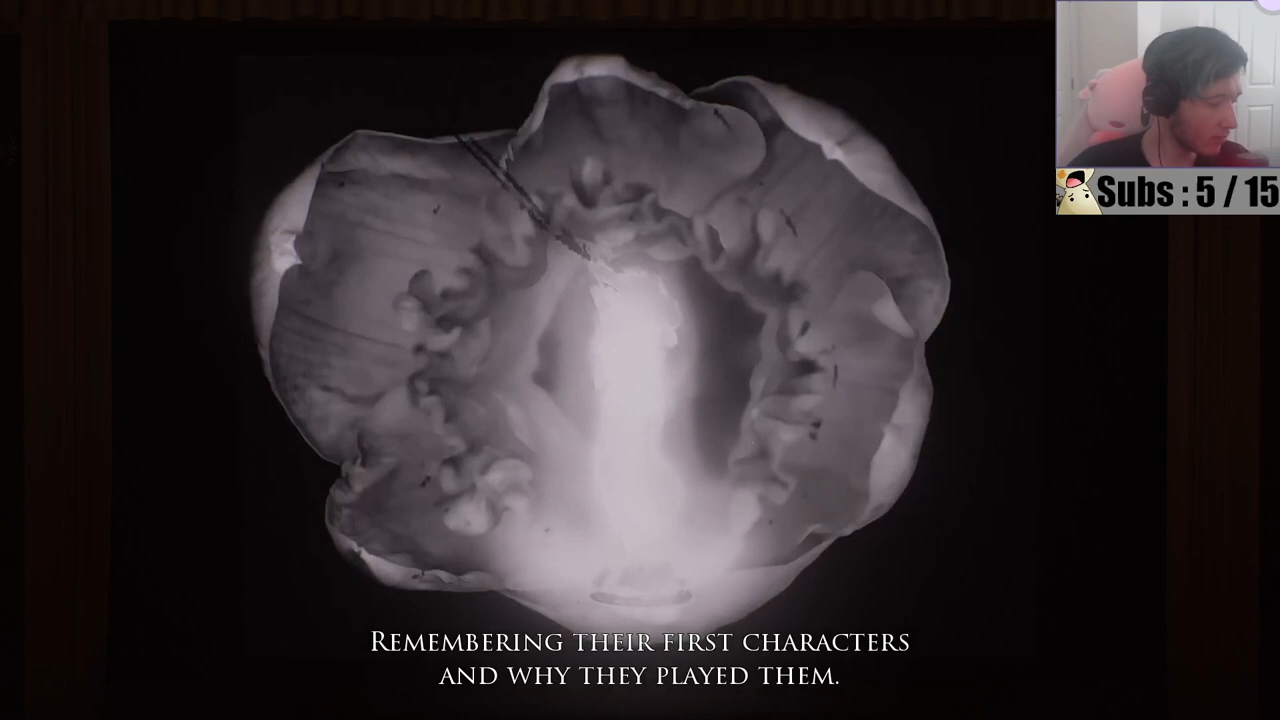 Subs : 5 / 15
REMEMBERING THEIR FIRST CHARACTERS
AND WHY THEY PLAYED THEM.